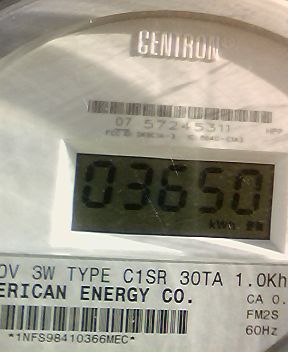 CENTRON®
07 57245311
03650
kWh
0V 3W TYPE C1SR 30TA 1.0Kh
ERICAN ENERGY CO.
CA 0.
FM2S
60Hz
*1NFS98410366MEC*